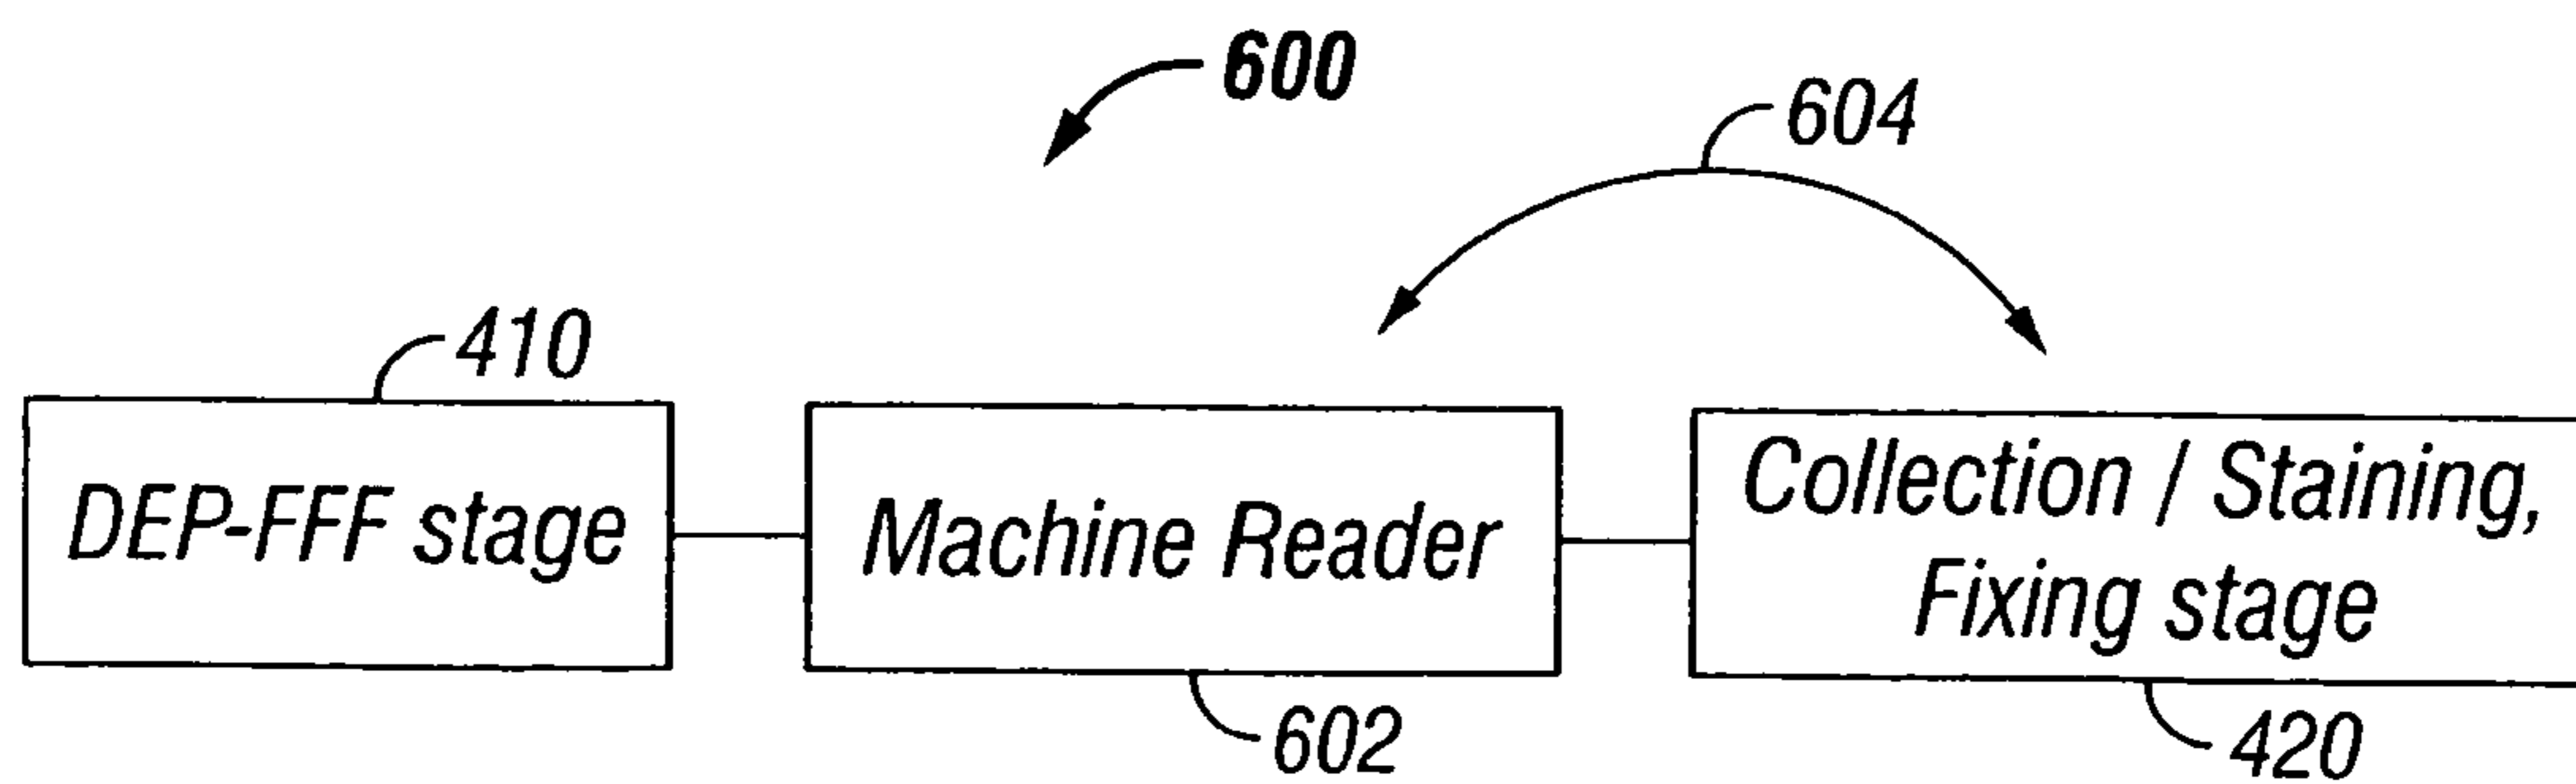 600
604
410
DEP-FFF stage
Machine Reader
Collection / Staining,
Fixing stage
602
420